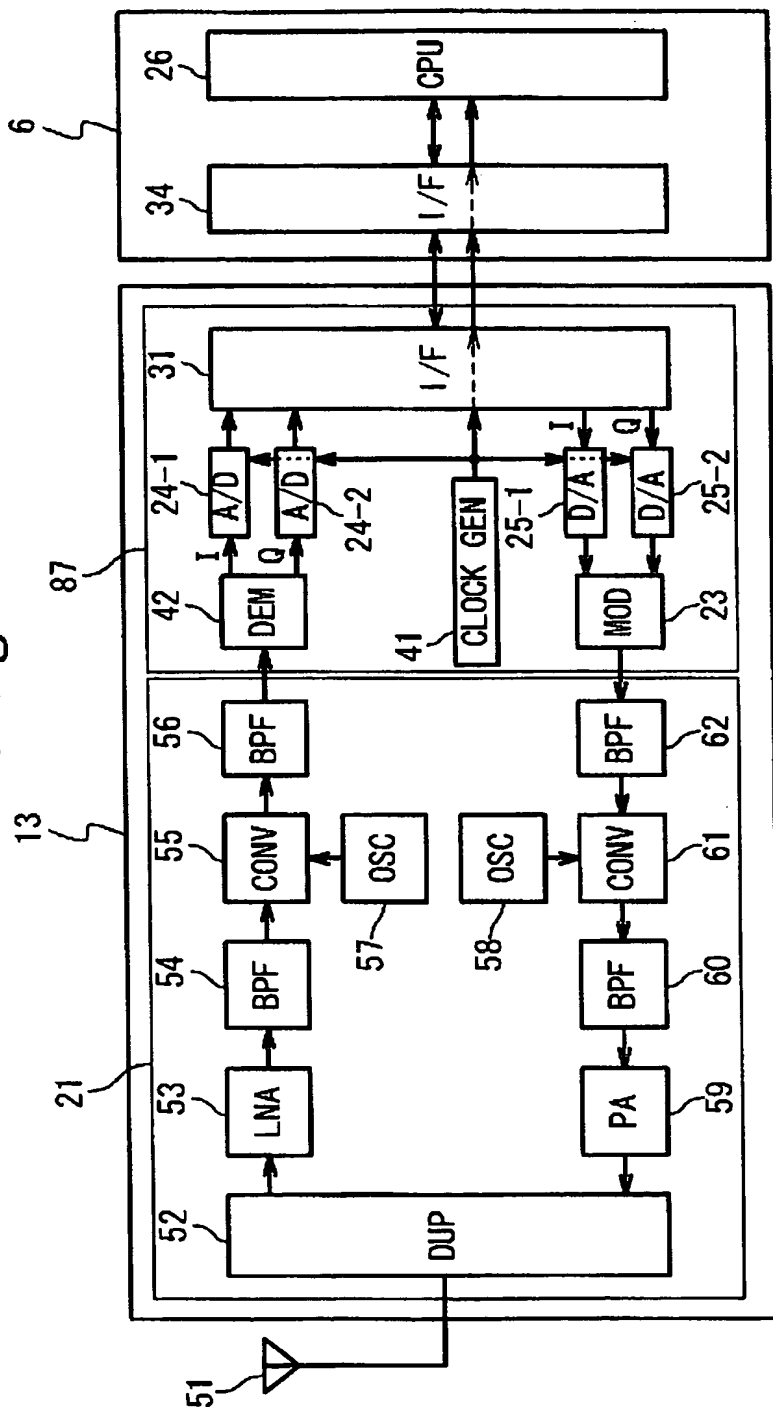 13
6
21
87
51
52
DUP
53
LNA
54
BPF
55
CONV
56
BPF
57
OSC
42
DEM
I
Q
24-1
A/D
24-2
A/D
31
I/F
34
I/F
26
CPU
41
CLOCK GEN
58
OSC
59
PA
60
BPF
61
CONV
62
BPF
23
MOD
25-1
D/A
25-2
D/A
I
Q